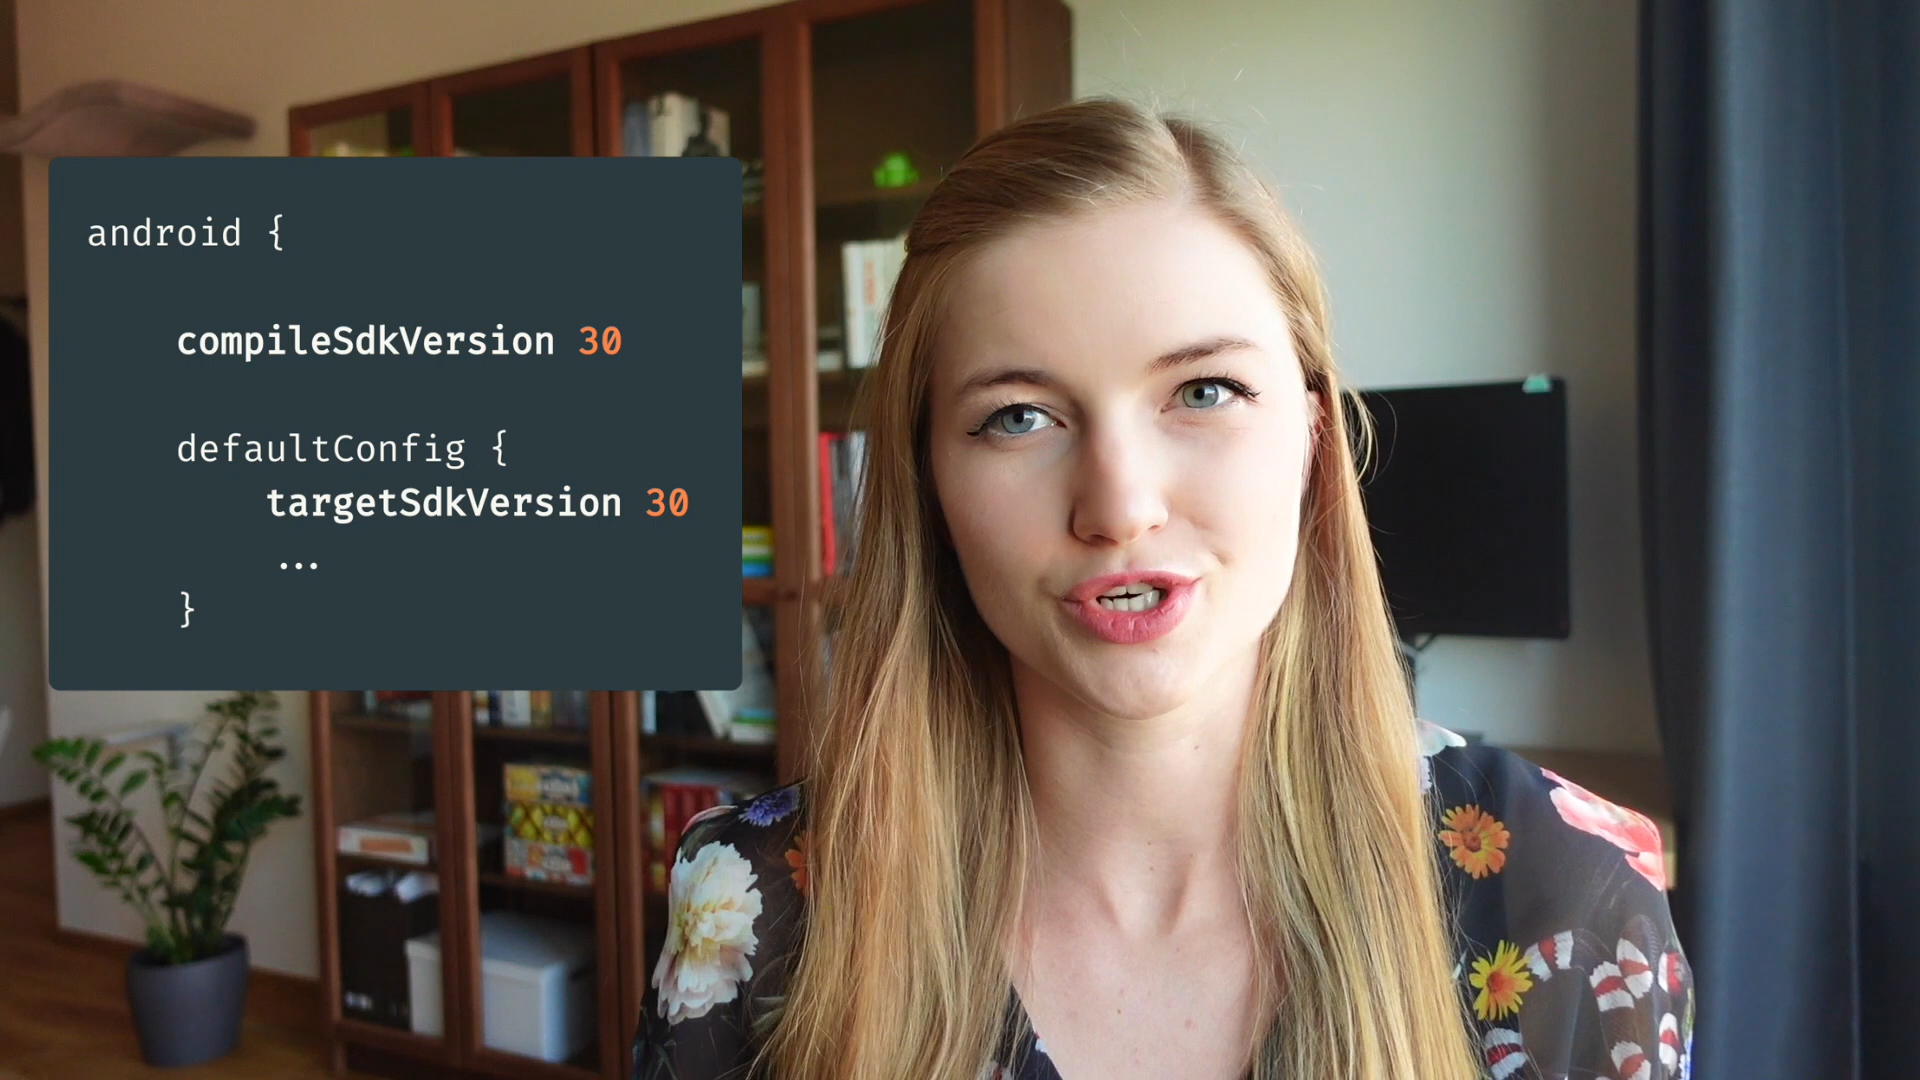 android {
compileSdkVersion 30
defaultConfig {
targetSdkVersion 30
...
}